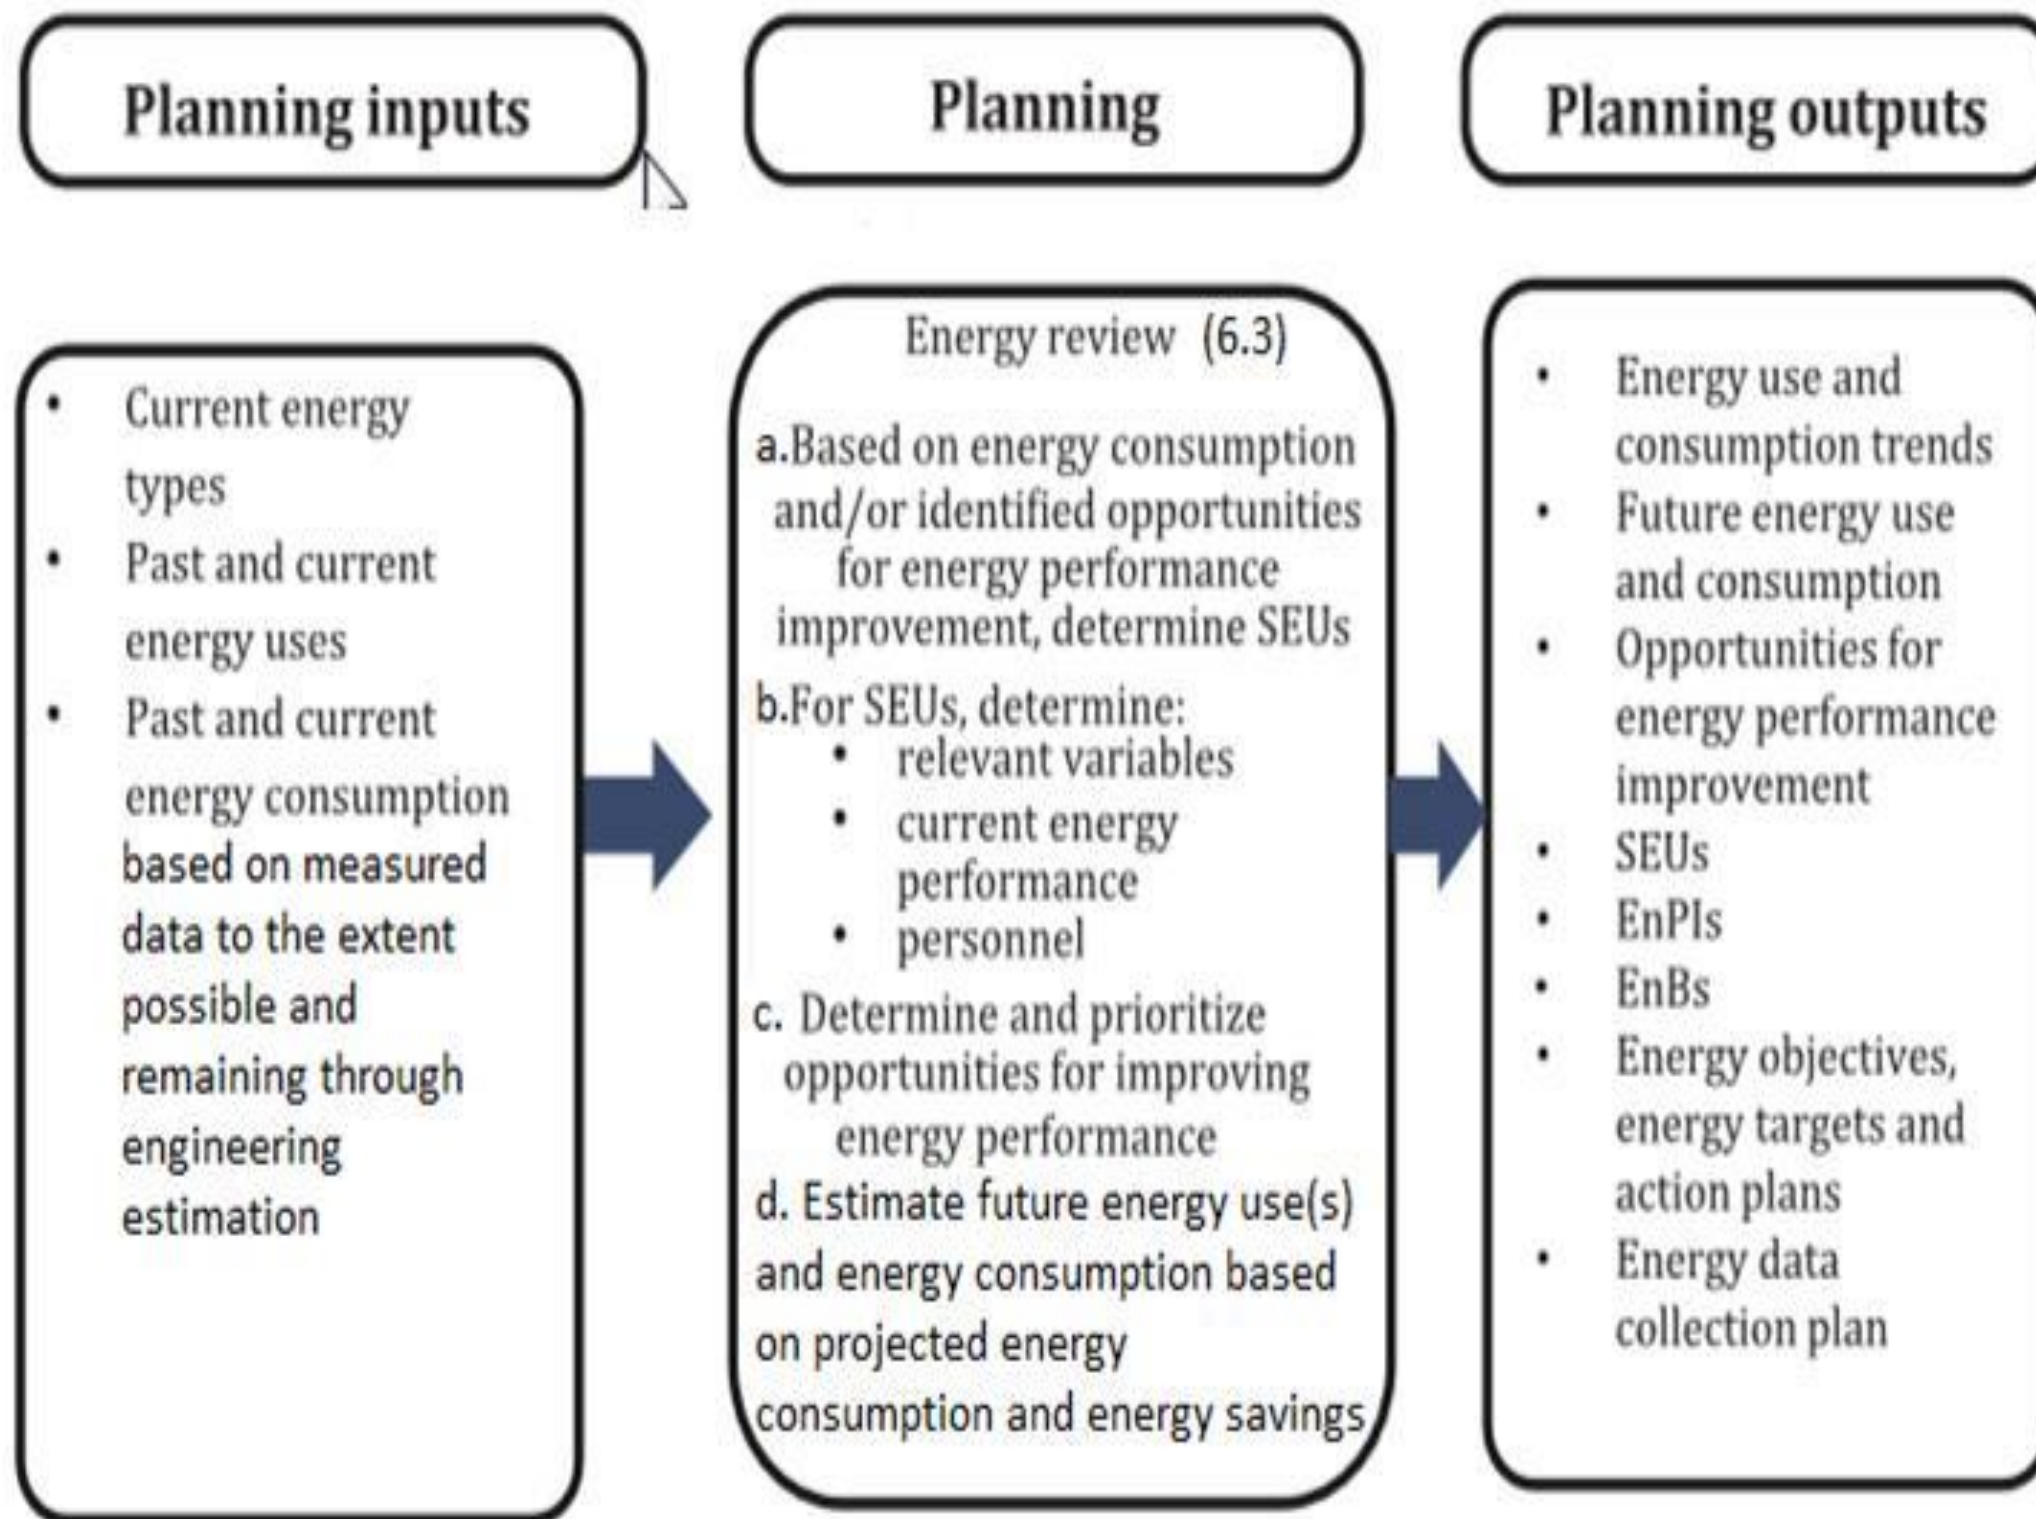 Planning inputs
Planning
Planning outputs
• Current energy
types
• Past and current
energy uses
• Past and current
energy consumption
based on measured
data to the extent
possible and
remaining through
engineering
estimation
Energy review (6.3)
a.Based on energy consumption
and/or identified opportunities
for energy performance
improvement, determine SEUs
b.For SEUs, determine:
• relevant variables
• current energy
performance
• personnel
c. Determine and prioritize
opportunities for improving
energy performance
d. Estimate future energy use(s)
and energy consumption based
on projected energy
consumption and energy savings
• Energy use and
consumption trends
• Future energy use
and consumption
• Opportunities for
energy performance
improvement
• SEUs
• EnPIs
• EnBs
• Energy objectives,
energy targets and
action plans
• Energy data
collection plan